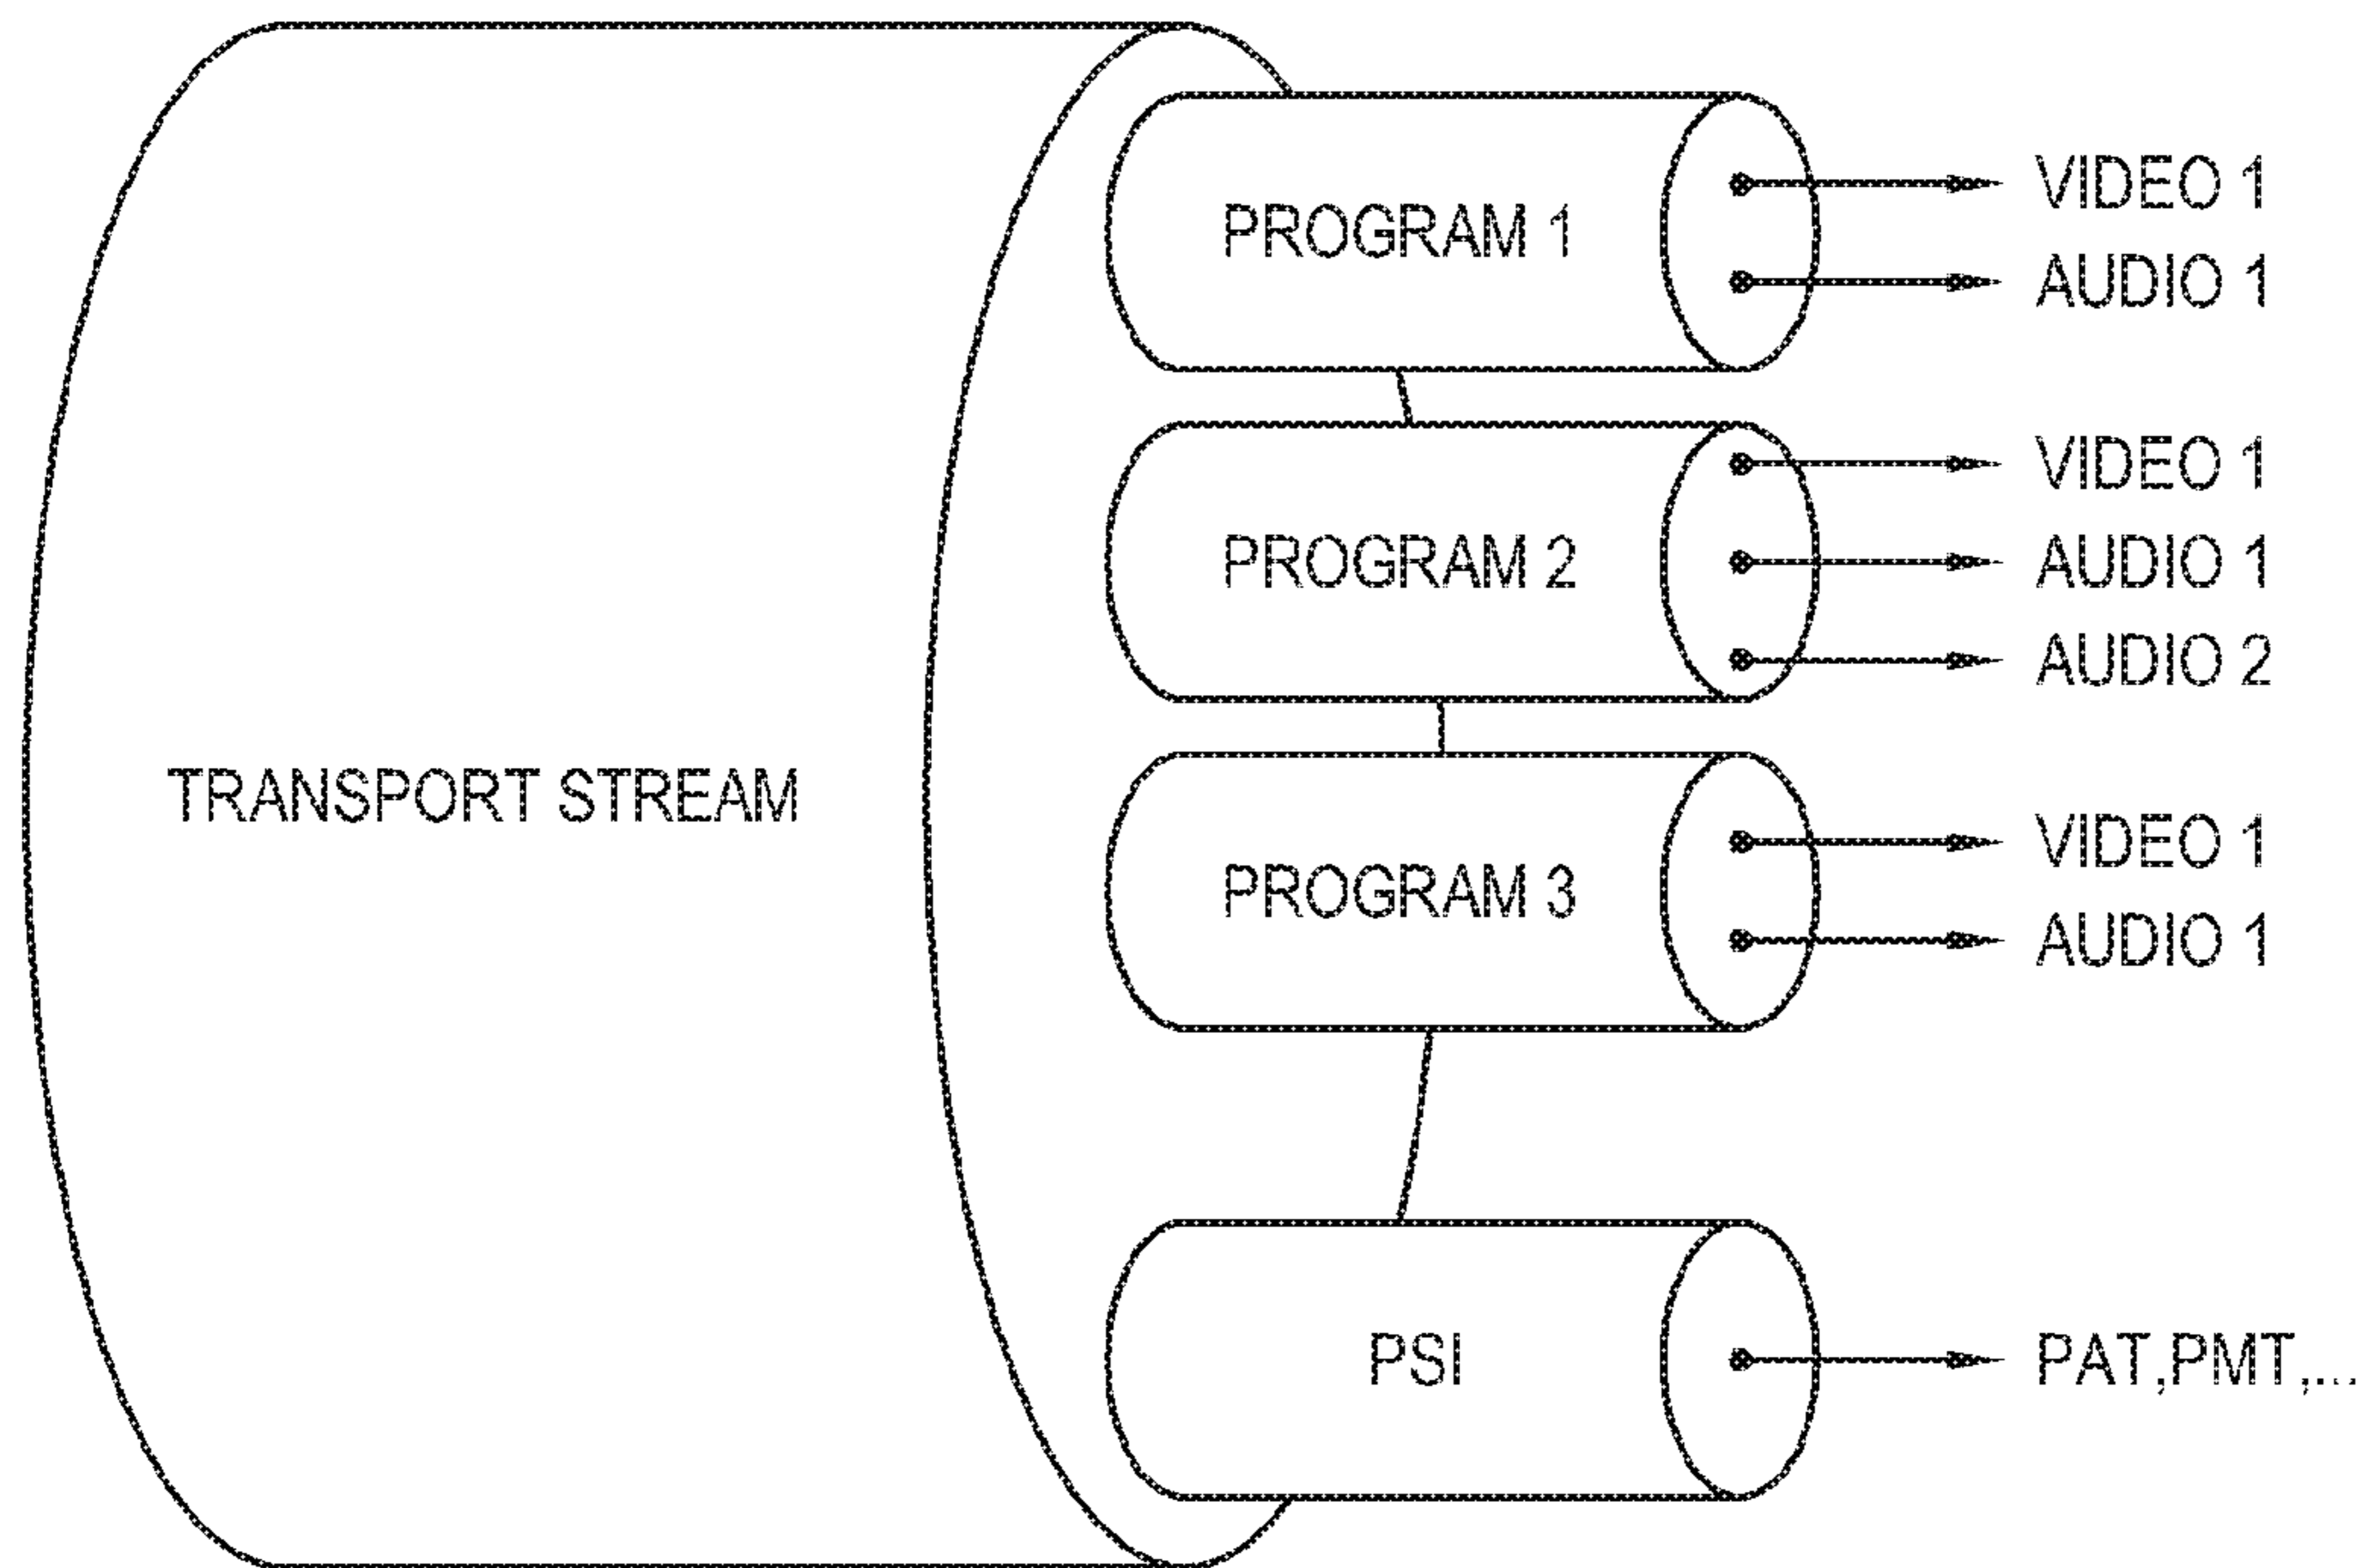 PROGRAM 1
VIDEO 1
AUDIO 1
PROGRAM 2
VIDEO 1
AUDIO 1
AUDIO 2
TRANSPORT STREAM
PROGRAM 3
VIDEO 1
AUDIO 1
PSI
PAT,PMT,...